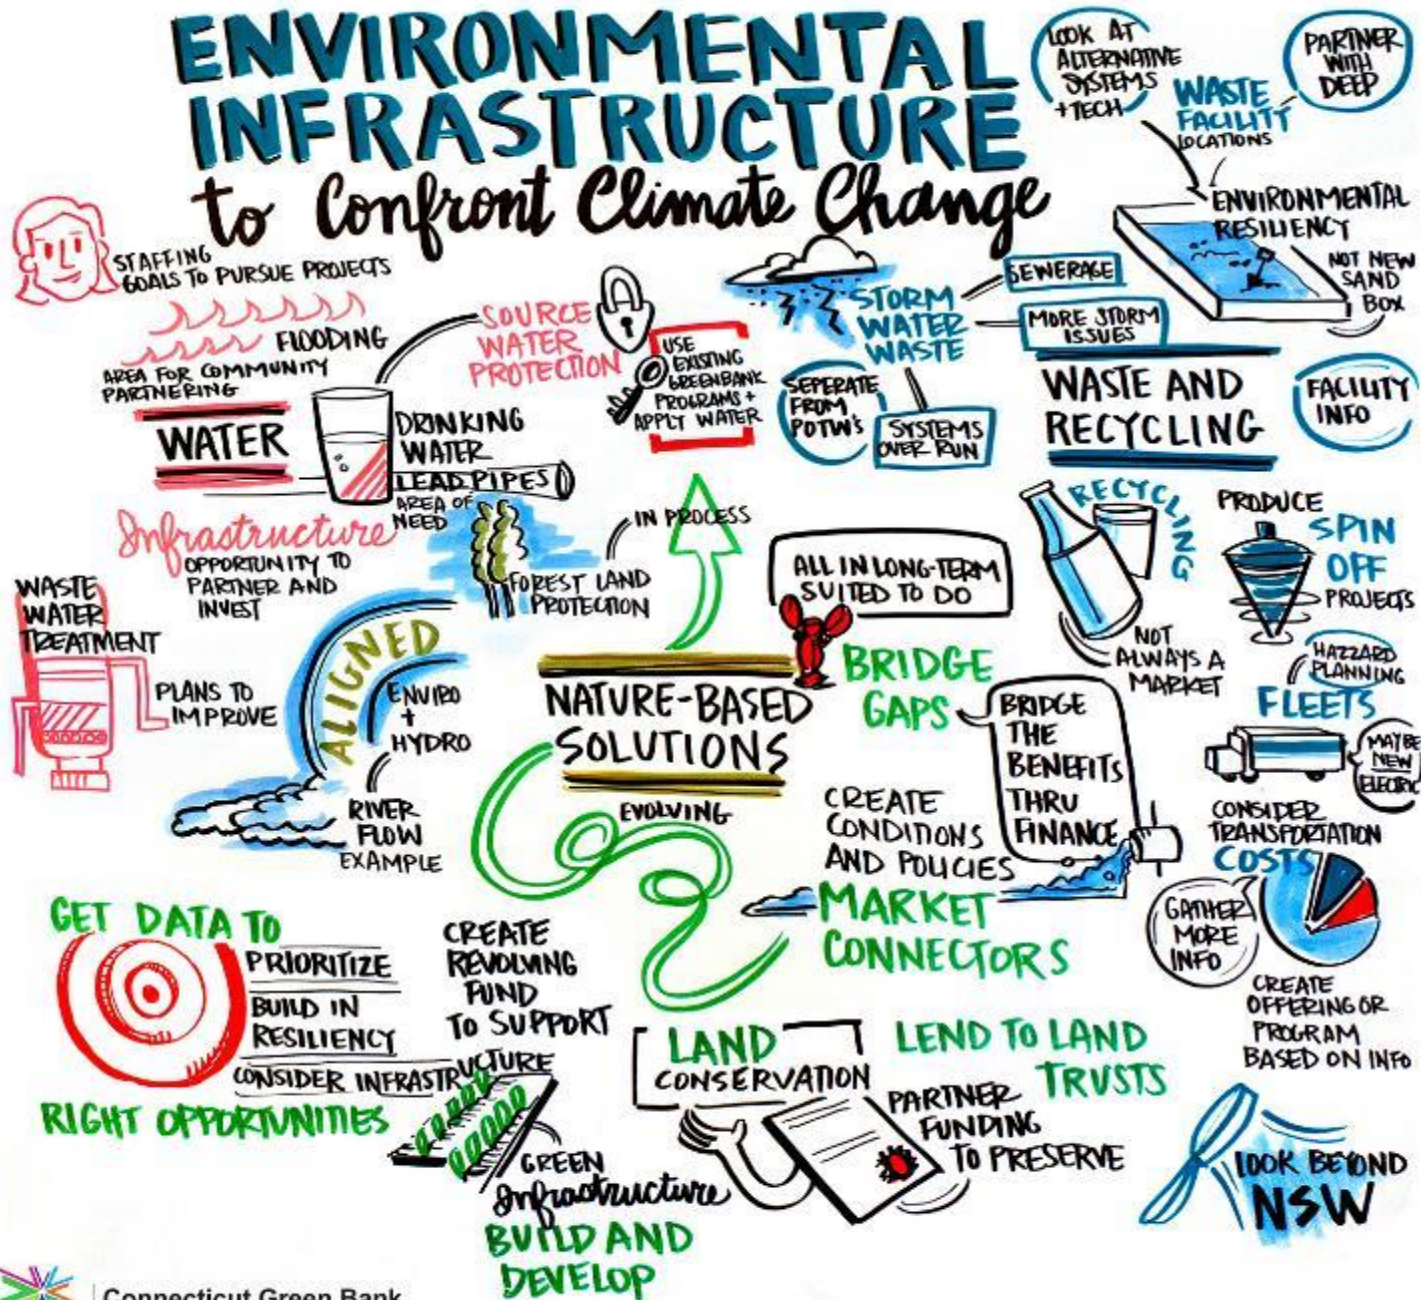 ENVIRONMENTAL
INFRASTRUCTURE
to Confront Climate Change
LOOK AT
ALTERNATIVE
SYSTEMS
+ TECH
WASTE
FACILITY
LOCATIONS
PARTNER
WITH
DEEP
ENVIRONMENTAL
RESILIENCY
NOT NEW
SAND
BOX
STAFFING
GOALS TO PURSUE PROJECTS
FLOODING
AREA FOR COMMUNITY
PARTNERING
WATER
SOURCE
WATER
PROTECTION
USE
EXISTING
GREENBANK
PROGRAMS +
APPLY WATER
DRINKING
WATER
LEAD PIPES
AREA OF
NEED
STORM
WATER
WASTE
SEWERAGE
MORE STORM
ISSUES
SEPERATE
FROM
POTW's
SYSTEMS
OVER RUN
WASTE AND
RECYCLING
FACILITY
INFO
Infrastructure
OPPORTUNITY TO
PARTNER AND
INVEST
WASTE
WATER
TREATMENT
PLANS TO
IMPROVE
IN PROCESS
FOREST LAND
PROTECTION
ALIGNED
ENVIRO
+
HYDRO
RIVER
FLOW
EXAMPLE
ALL IN LONG-TERM
SUITED TO DO
NATURE-BASED
SOLUTIONS
EVOLVING
BRIDGE
GAPS
BRIDGE
THE
BENEFITS
THRU
FINANCE
CREATE
CONDITIONS
AND POLICIES
MARKET
CONNECTORS
RECYCLING
NOT
ALWAYS A
MARKET
PRODUCE
SPIN
OFF
PROJECTS
HAZZARD
PLANNING
FLEETS
MAYBE
NEW
ELECTRIC
CONSIDER
TRANSPORTATION
COSTS
GATHER
MORE
INFO
CREATE
OFFERING OR
PROGRAM
BASED ON INFO
GET DATA TO
PRIORITIZE
BUILD IN
RESILIENCY
CONSIDER INFRASTRUCTURE
RIGHT OPPORTUNITIES
CREATE
REVOLVING
FUND
TO SUPPORT
GREEN
Infrastructure
BUILD AND
DEVELOP
LAND
CONSERVATION
LEND TO LAND
TRUSTS
PARTNER
FUNDING
TO PRESERVE
LOOK BEYOND
NSW
Connecticut Green Bank